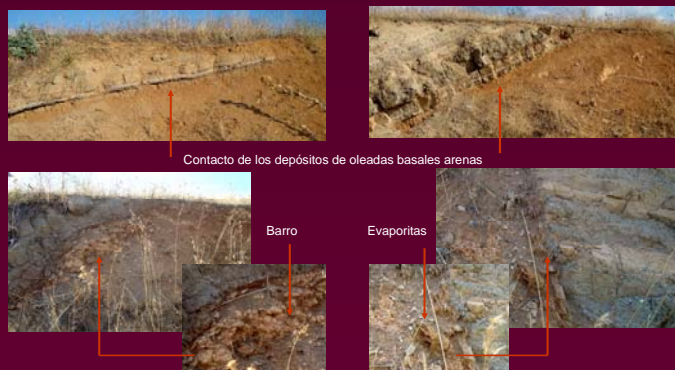 Contacto de los depósitos de oleadas basales arenas
Barro
Evaporitas